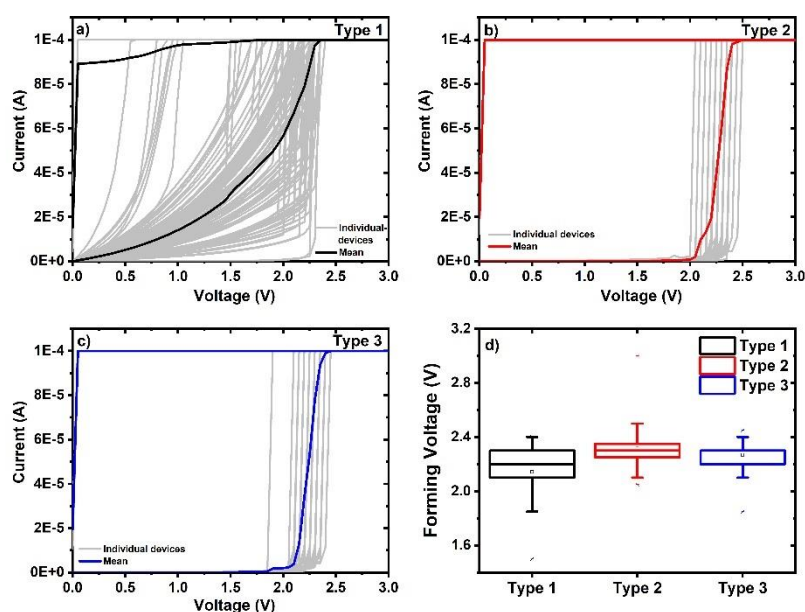 a)
Type 1
1E-4
8E-5
6E-5
4E-5
2E-5
0E+0
Current (A)
Individual-
devices
Mean
0.0 0.5 1.0 1.5 2.0 2.5 3.0
Voltage (V)
b)
Type 2
1E-4
8E-5
6E-5
4E-5
2E-5
0E+0
Current (A)
Individual devices
Mean
0.0 0.5 1.0 1.5 2.0 2.5 3.0
Voltage (V)
c)
Type 3
1E-4
8E-5
6E-5
4E-5
2E-5
0E+0
Current (A)
Individual devices
Mean
0.0 0.5 1.0 1.5 2.0 2.5 3.0
Voltage (V)
d)
Type 1
Type 2
Type 3
3.2
2.8
2.4
2.0
1.6
Forming Voltage (V)
Type 1 Type 2 Type 3